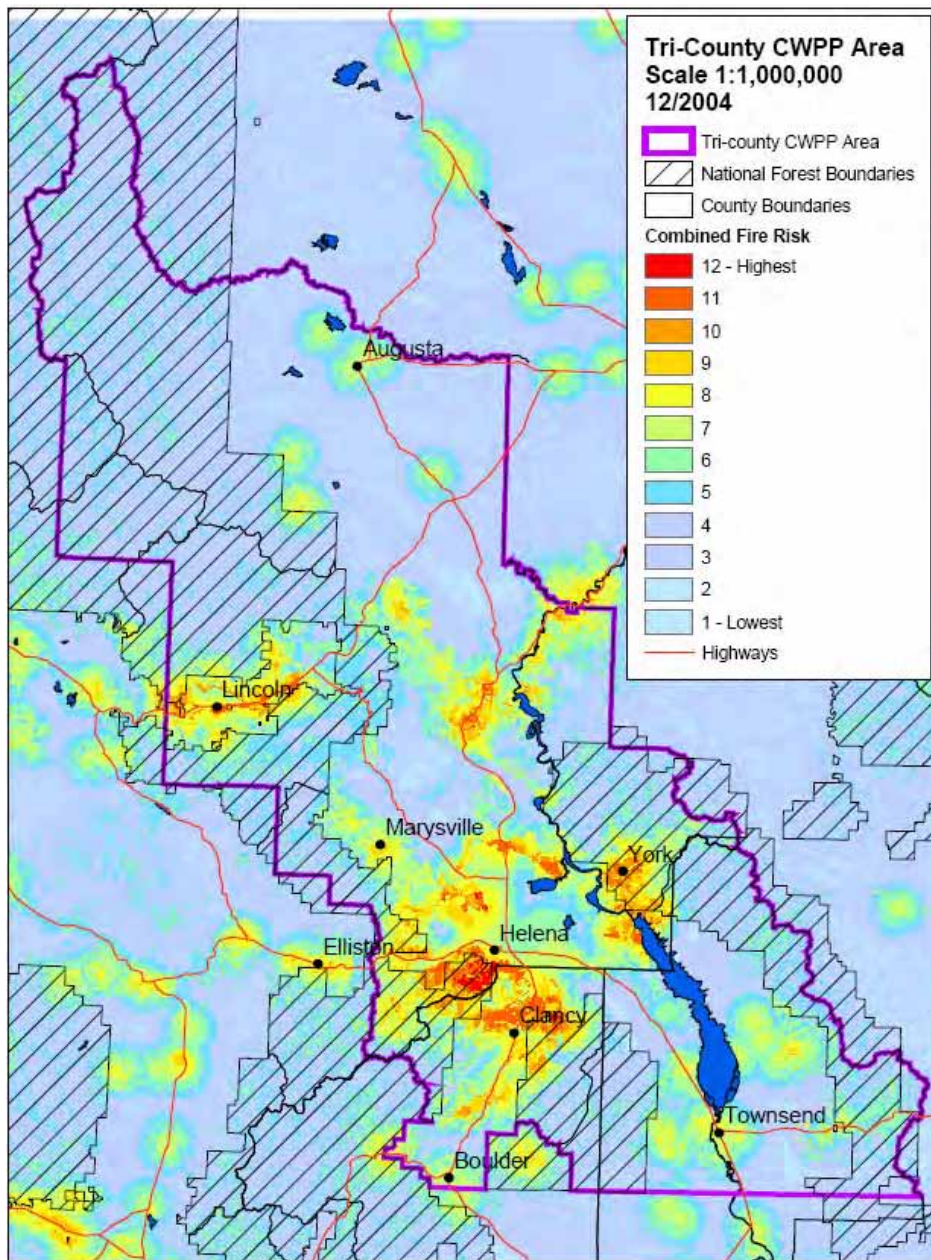 Tri-County CWPP Area
Scale 1:1,000,000
12/2004
Tri-county CWPP Area
National Forest Boundaries
County Boundaries
Combined Fire Risk
12 - Highest
11
10
9
8
7
6
5
4
3
2
1 - Lowest
Highways
Augusta
Lincoln
Marysville
York
Helena
Elliston
Clancy
Townsend
Boulder